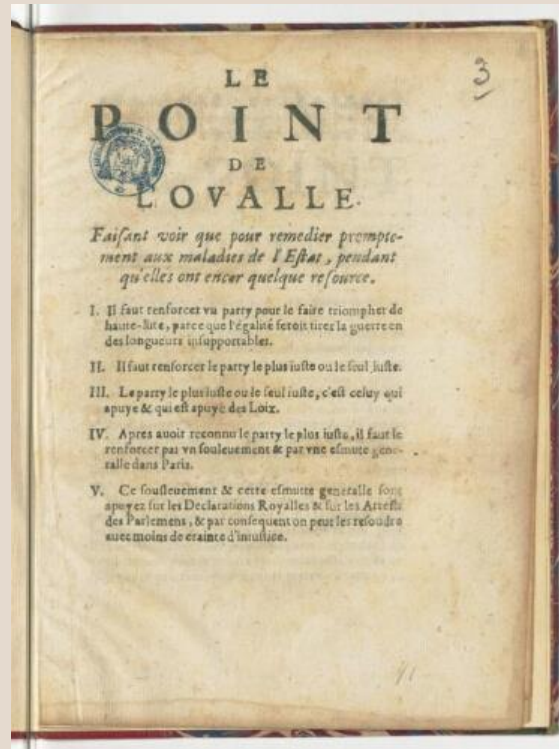 3
LE
POINT
DE
LOVALLE.
Faisant voir que pour remedier prompte-
ment aux maladies de l'Estat, pendant
qu'elles ont encor quelque resource.
I. Il faut renforcer vn party pour le faire triompher de
haute-lute, parce que l'égalité feroit tirer la guerre en
des longueurs insupportables.
II. Il faut renforcer le party le plus iuste ou le seul iuste.
III. Le party le plus iuste ou le seul iuste, c'est celuy qui
apuye & qui est apuyé des Loix.
IV. Apres auoir reconnu le party le plus iuste, il faut le
renforcer par vn souleuement & par vne esmute gene-
ralle dans Paris.
V. Ce sousleuement & cette esmutte generalle sont
apuyez sur les Declarations Royalles & sur les Arrests
des Parlemens, & par consequent on peut les resoudre
auec moins de crainte d'iniustice.